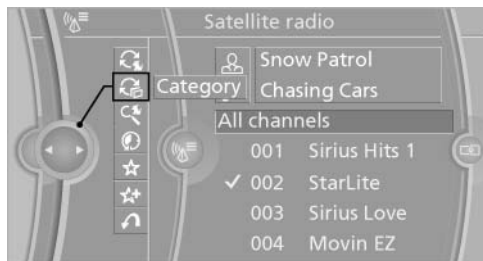 Satellite radio
Snow Patrol
Category
Chasing Cars
All channels
001 Sirius Hits 1
✓ 002 StarLite
003 Sirius Love
004 Movin EZ